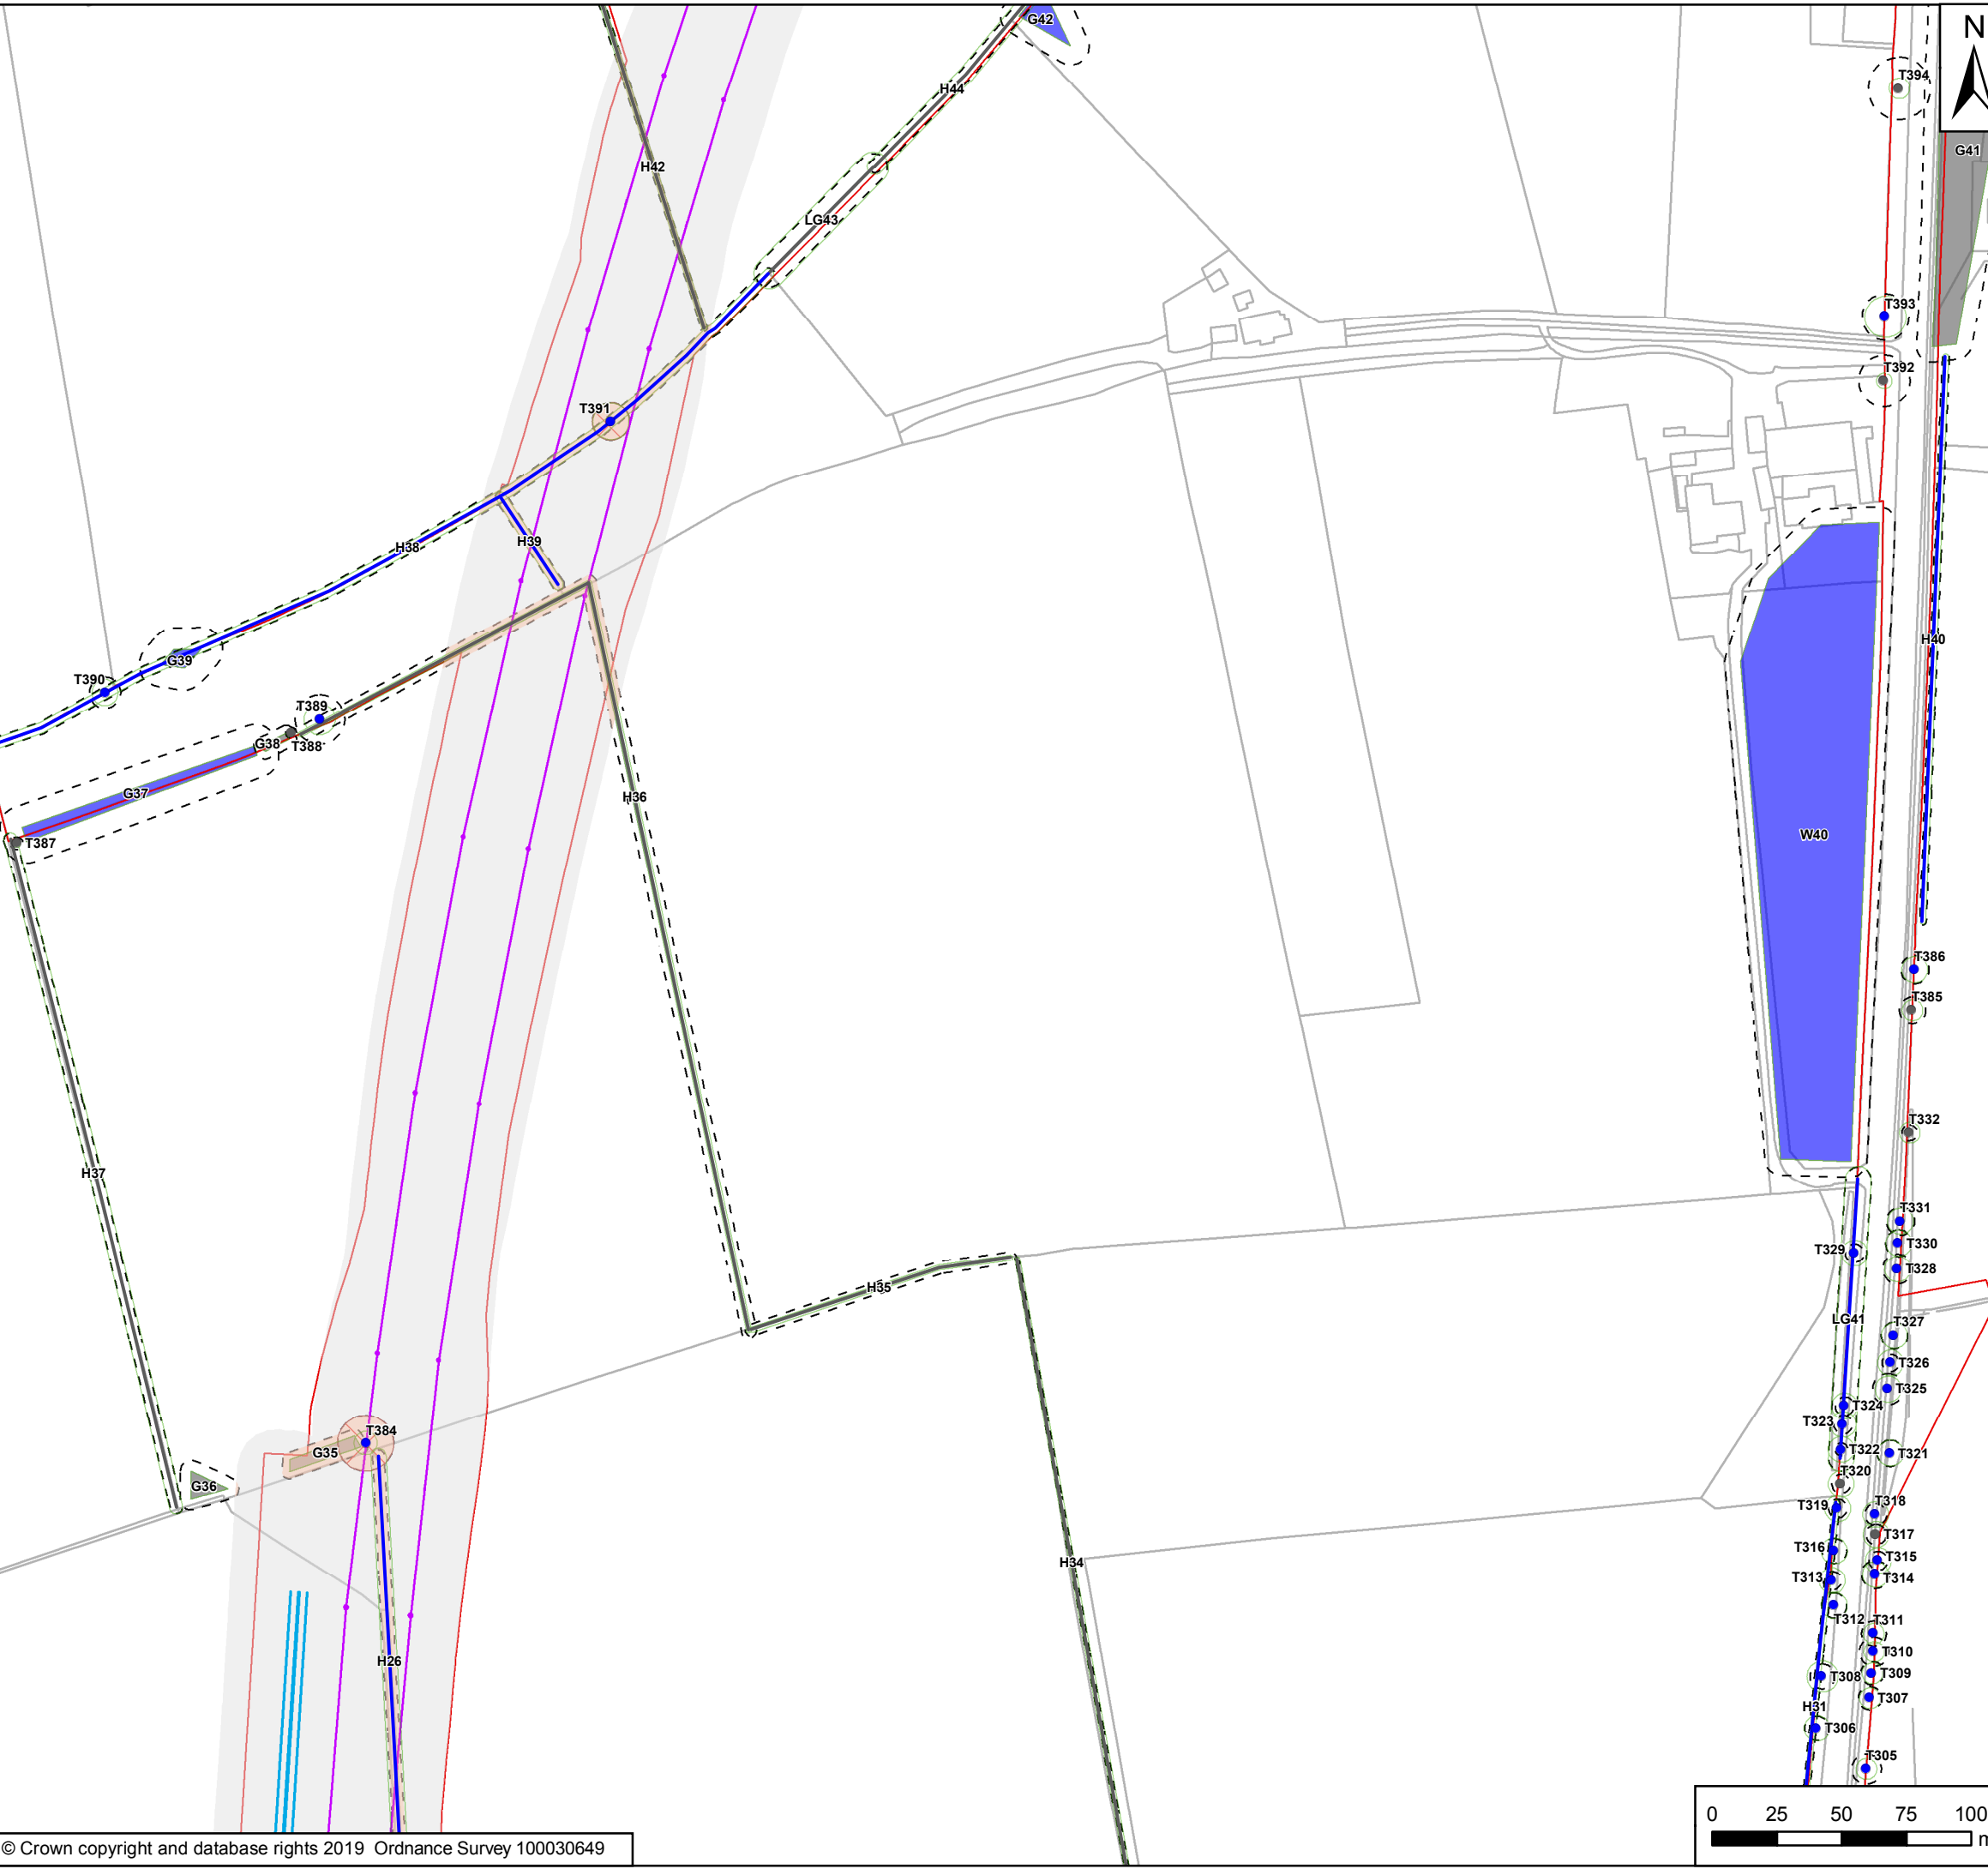 G42
N
T394
H44
G41
H42
LG43
T393
T392
T391
H38
H39
H40
G39
T390
T389
G38
T388
G37
H36
W40
T387
T386
T385
T332
H37
T331
T330
T329
T328
H35
LG41
T327
T326
T325
T324
T323
T384
G35
T322
T321
T320
G36
T319
T318
T317
T316
T315
H34
T313
T314
T312
T311
T310
H26
T309
T308
T307
H31
T306
T305
0 25 50 75 100
m
© Crown copyright and database rights 2019 Ordnance Survey 100030649